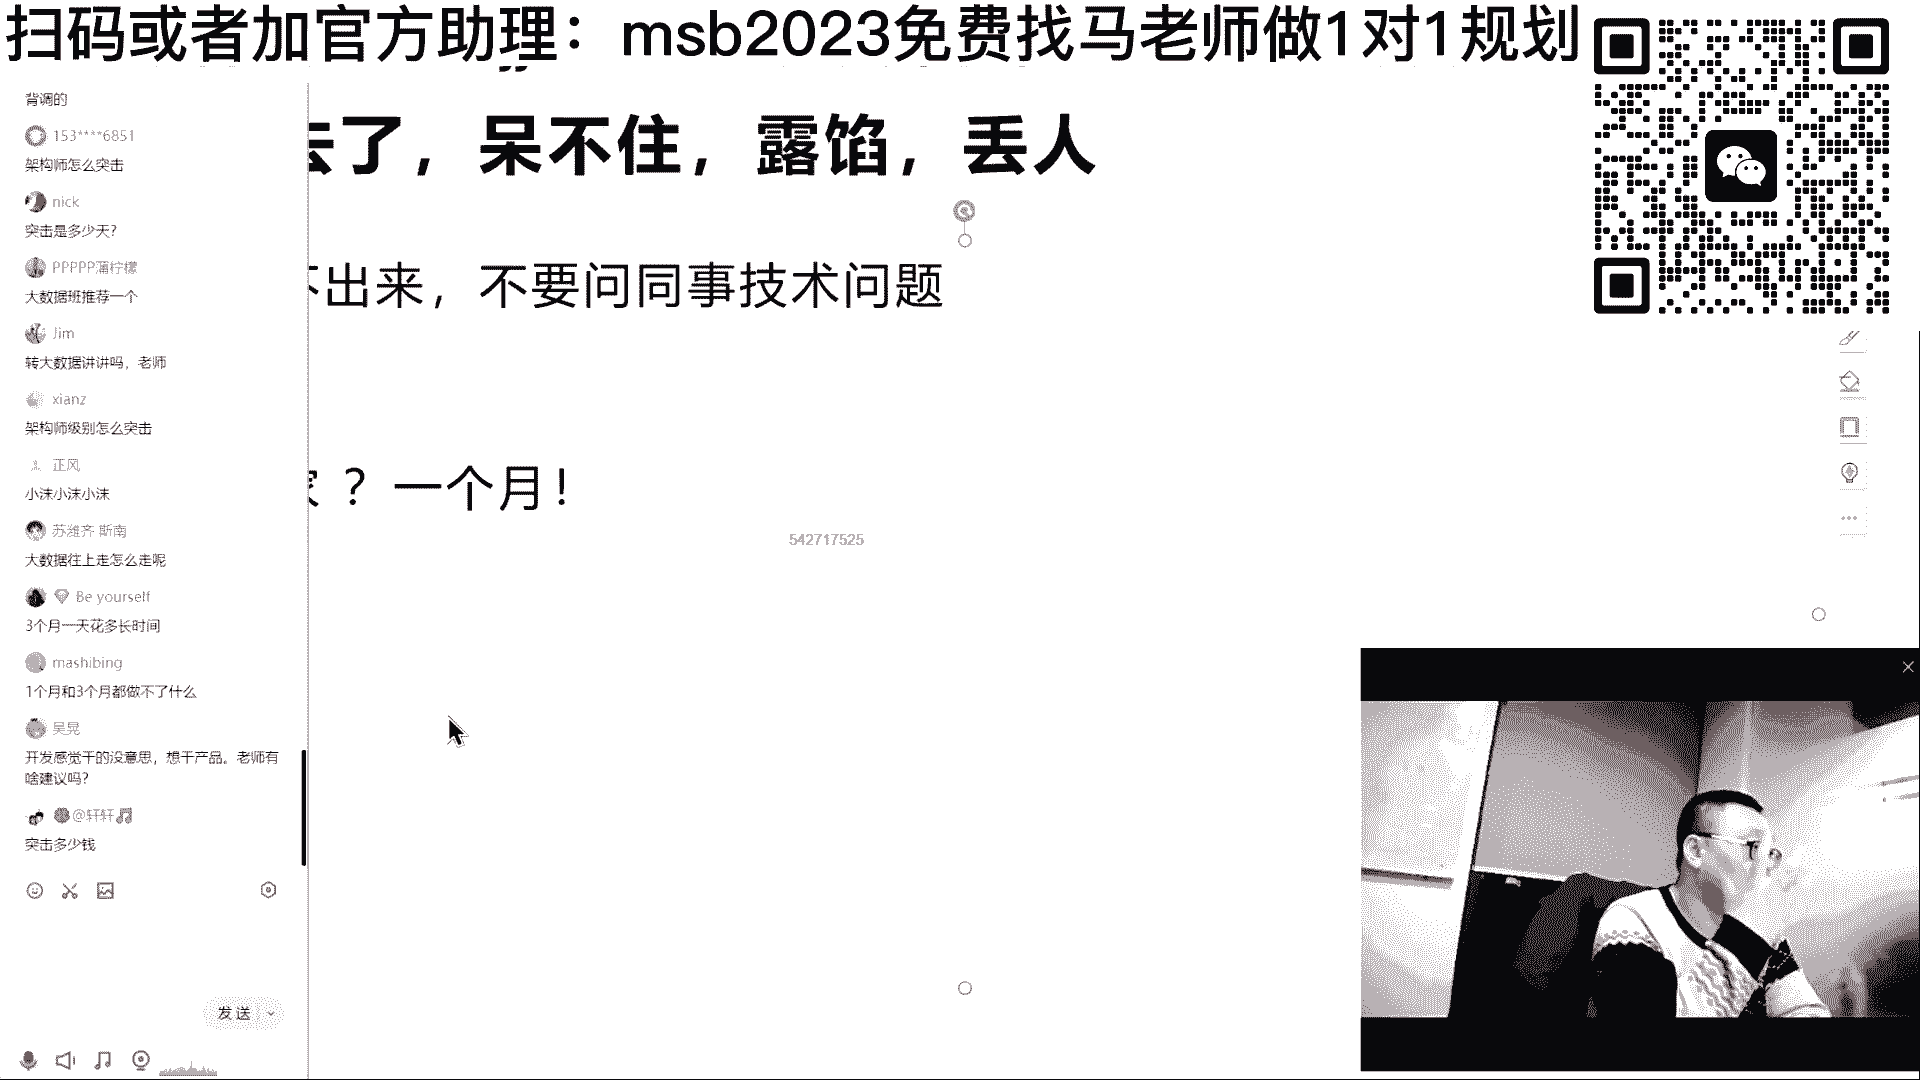 扫码或者加官方助理：msb2023免费找马老师做1对1规划
背调的
153****6851
架构师怎么突击
nick
突击是多少天?
PPPPP蒲柠檬
大数据班推荐一个
Jim
转大数据讲讲吗，老师
xianz
架构师级别怎么突击
正风
小沫小沫小沫
苏潍齐 斯南
大数据往上走怎么走呢
Be yourself
3个月一天花多长时间
mashibing
1个月和3个月都做不了什么
吴晃
开发感觉干的没意思，想干产品。老师有
啥建议吗?
@轩轩
突击多少钱
发送
去了，呆不住，露馅，丢人
不出来，不要问同事技术问题
家？一个月！
542717525